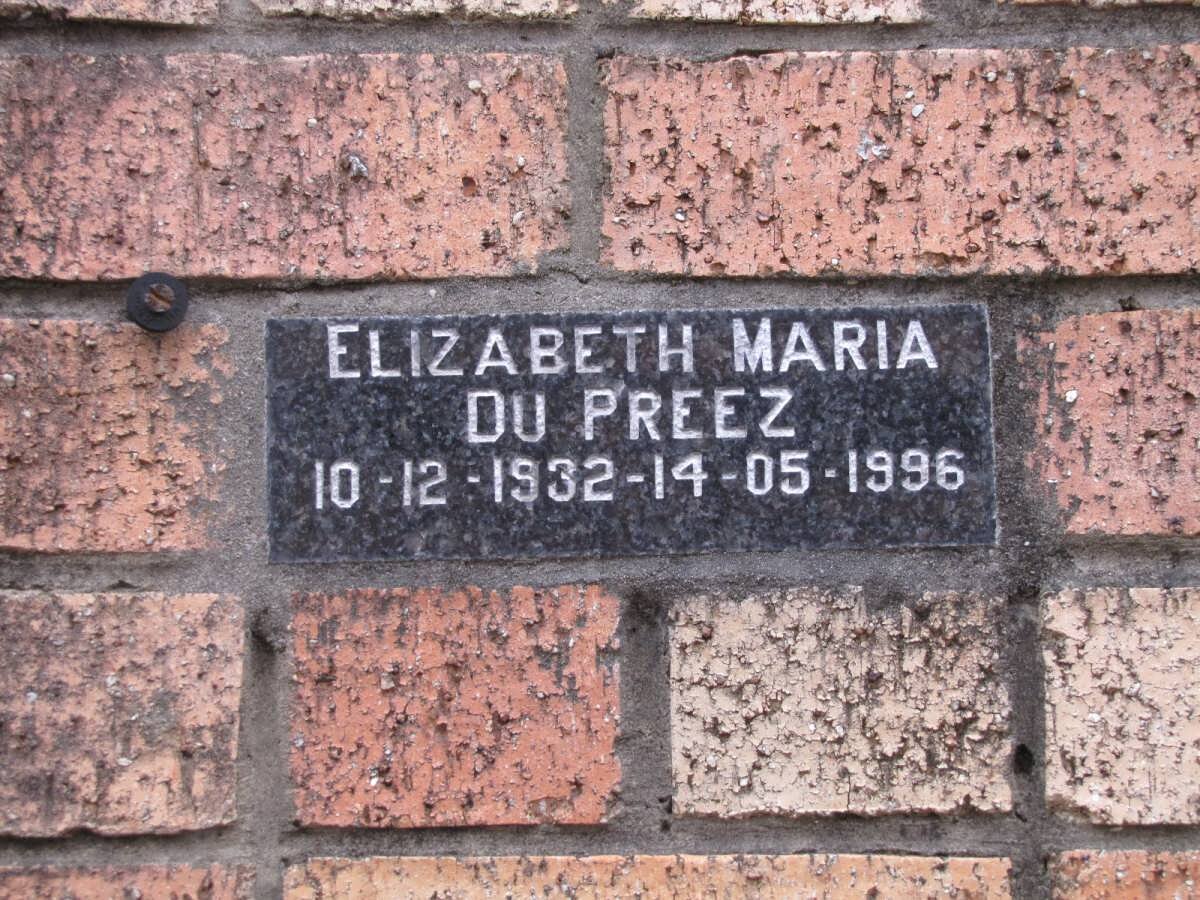 ELIZABETH MARIA
DU PREEZ
10-12-1932-14-05-1996